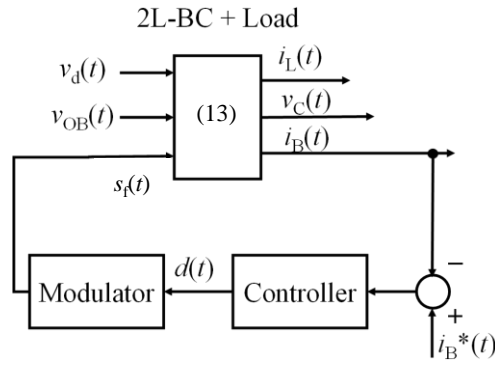 2L-BC + Load
v_d(t)
i_L(t)
v_OB(t)
(13)
v_C(t)
i_B(t)
s_f(t)
d(t)
Modulator
Controller
−
+
i_B*(t)